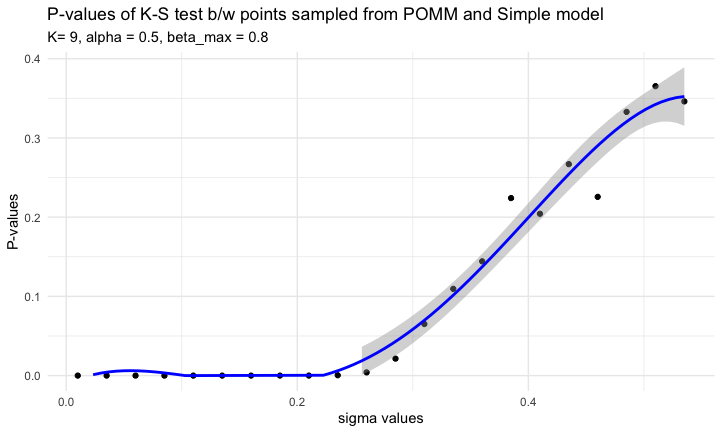 P-values of K-S test b/w points sampled from POMM and Simple model
K= 9, alpha = 0.5, beta_max = 0.8
0.4
0.3
0.2
0.1
0.0
P-values
0.0
0.2
0.4
sigma values